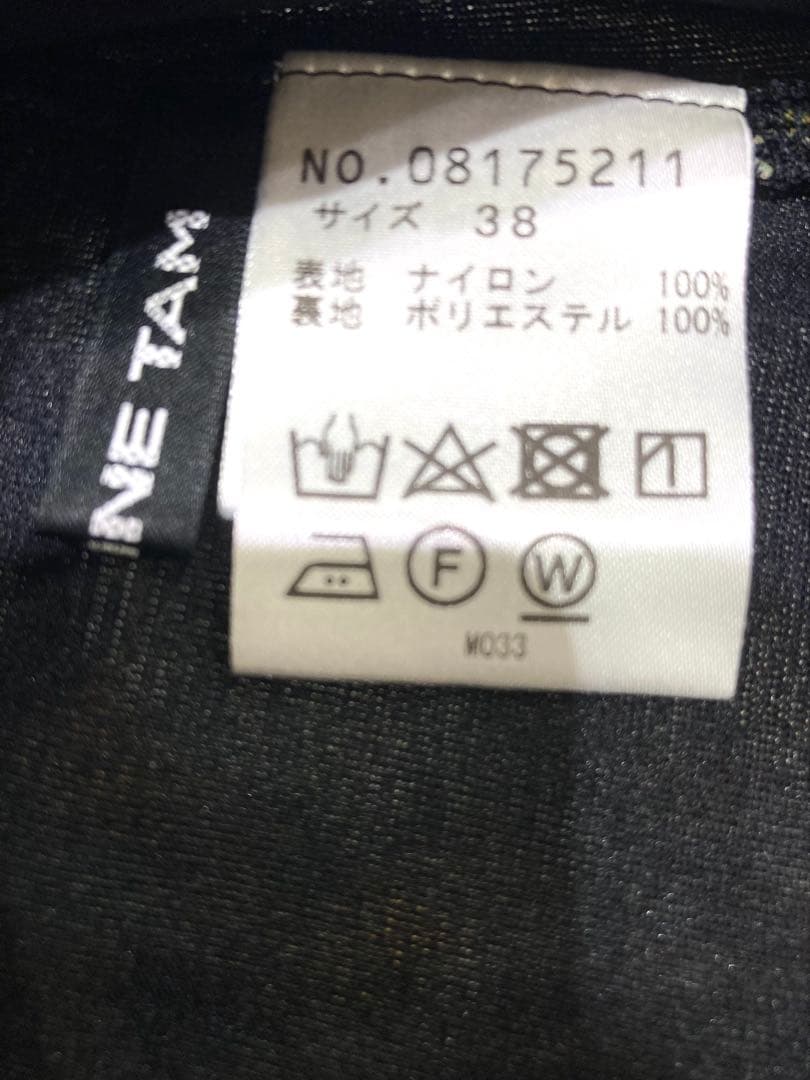 NO.08175211
サイズ 38
表地 ナイロン 100%
裏地 ポリエステル 100%
F W
W033
NE TAM